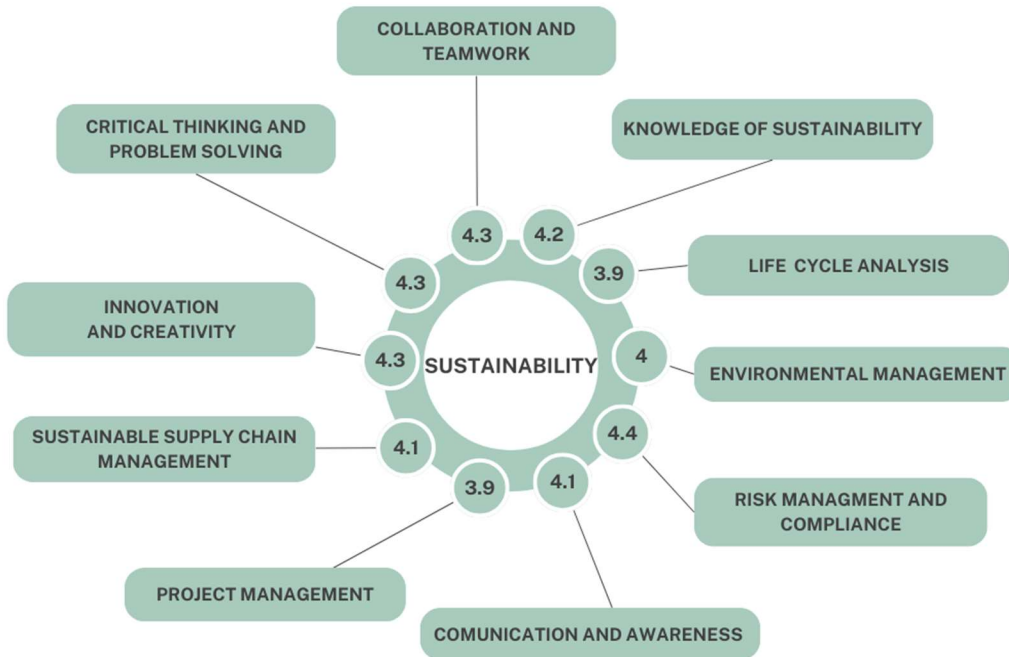 COLLABORATION AND
TEAMWORK
KNOWLEDGE OF SUSTAINABILITY
CRITICAL THINKING AND
PROBLEM SOLVING
4.3
4.2
LIFE CYCLE ANALYSIS
3.9
4.3
INNOVATION
AND CREATIVITY
4.3
SUSTAINABILITY
4
ENVIRONMENTAL MANAGEMENT
SUSTAINABLE SUPPLY CHAIN
MANAGEMENT
4.1
4.4
3.9
4.1
RISK MANAGMENT AND
COMPLIANCE
PROJECT MANAGEMENT
COMUNICATION AND AWARENESS